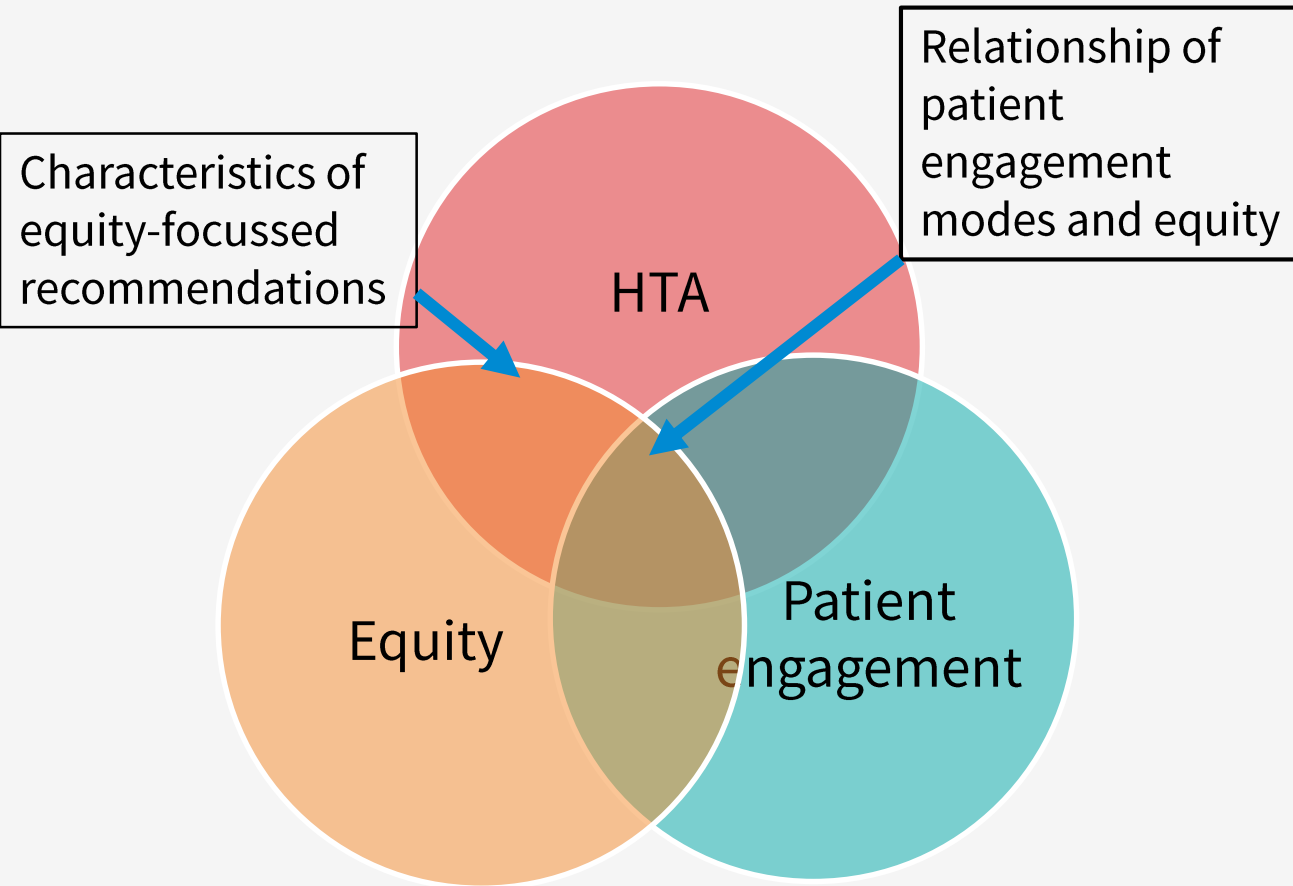 Relationship of
patient
engagement
modes and equity
Characteristics of
equity-focussed
recommendations
HTA
Equity
Patient
engagement